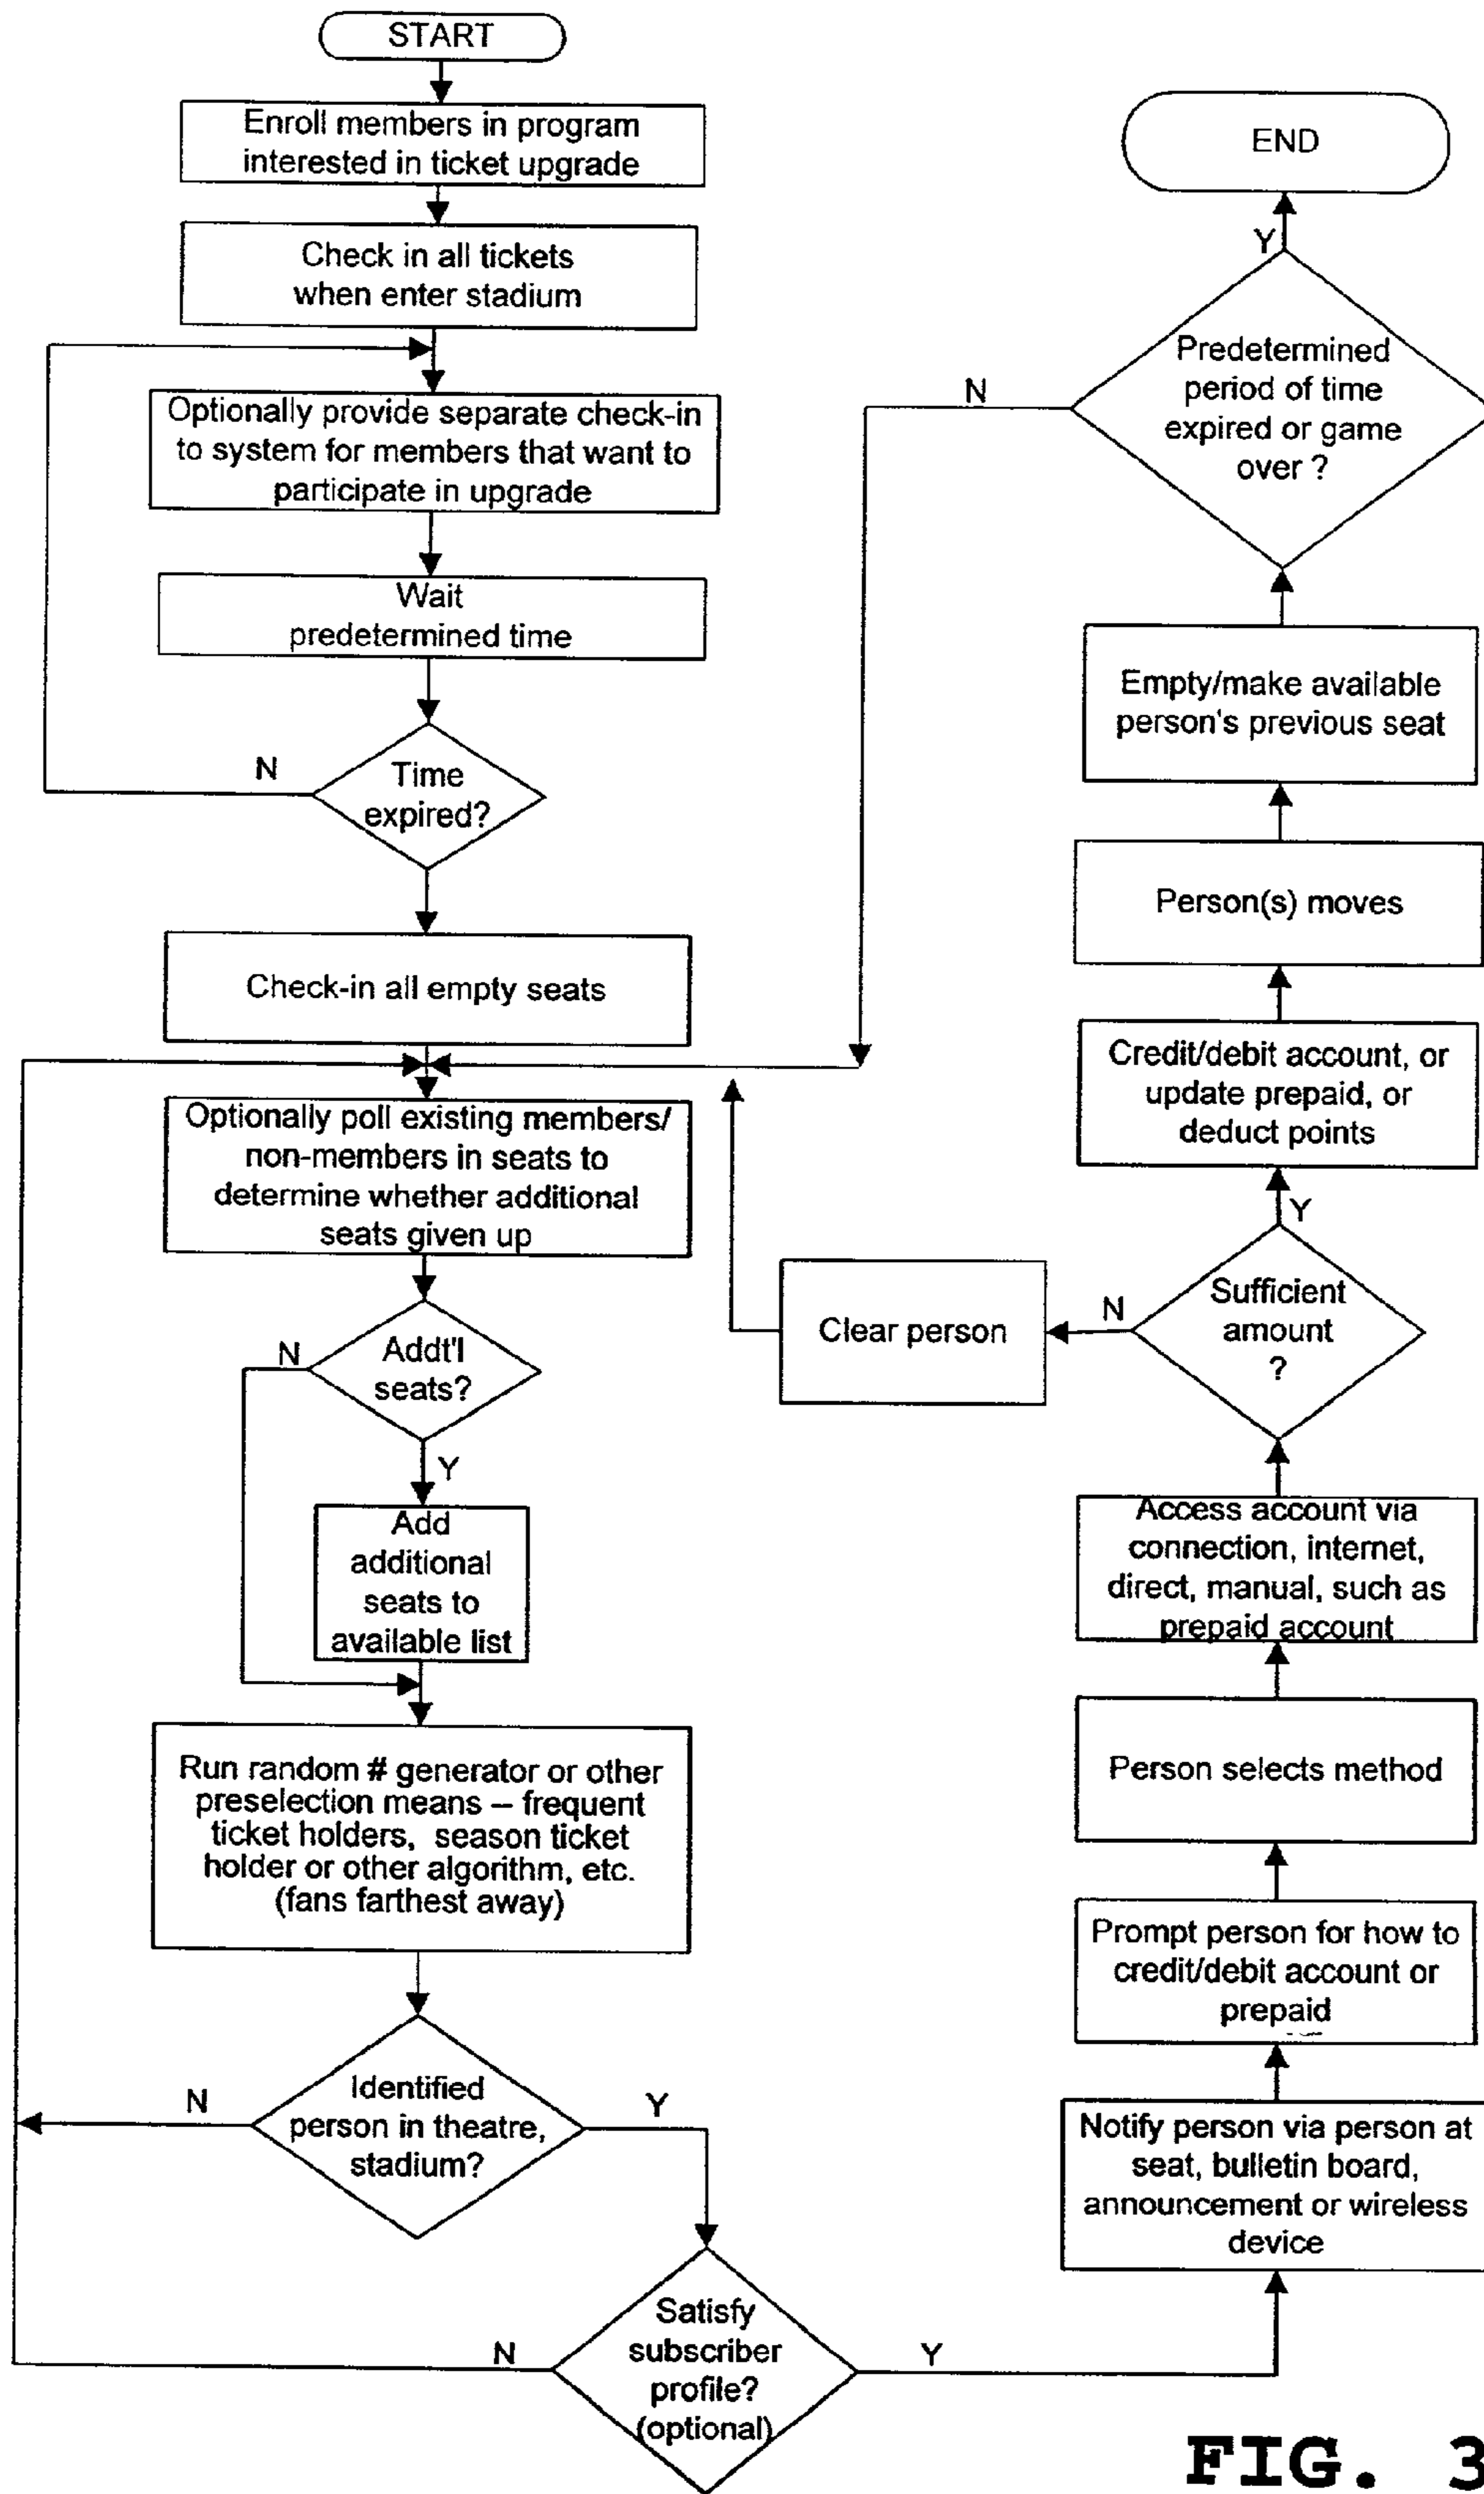 START
Enroll members in program
interested in ticket upgrade
Check in all tickets
when enter stadium
Optionally provide separate check-in
to system for members that want to
participate in upgrade
Wait
predetermined time
N
Time
expired?
Check-in all empty seats
Optionally poll existing members/
non-members in seats to
determine whether additional
seats given up
N
Addt'l
seats?
Y
Add
additional
seats to
available list
Run random # generator or other
preselection means – frequent
ticket holders, season ticket
holder or other algorithm, etc.
(fans farthest away)
N
Identified
person in theatre,
stadium?
Y
N
Satisfy
subscriber
profile?
(optional)
Y
Notify person via person at
seat, bulletin board,
announcement or wireless
device
Prompt person for how to
credit/debit account or
prepaid
Person selects method
Access account via
connection, internet,
direct, manual, such as
prepaid account
Sufficient
amount
?
N
Clear person
Y
Credit/debit account, or
update prepaid, or
deduct points
Person(s) moves
Empty/make available
person's previous seat
Predetermined
period of time
expired or game
over ?
N
Y
END
FIG. 3